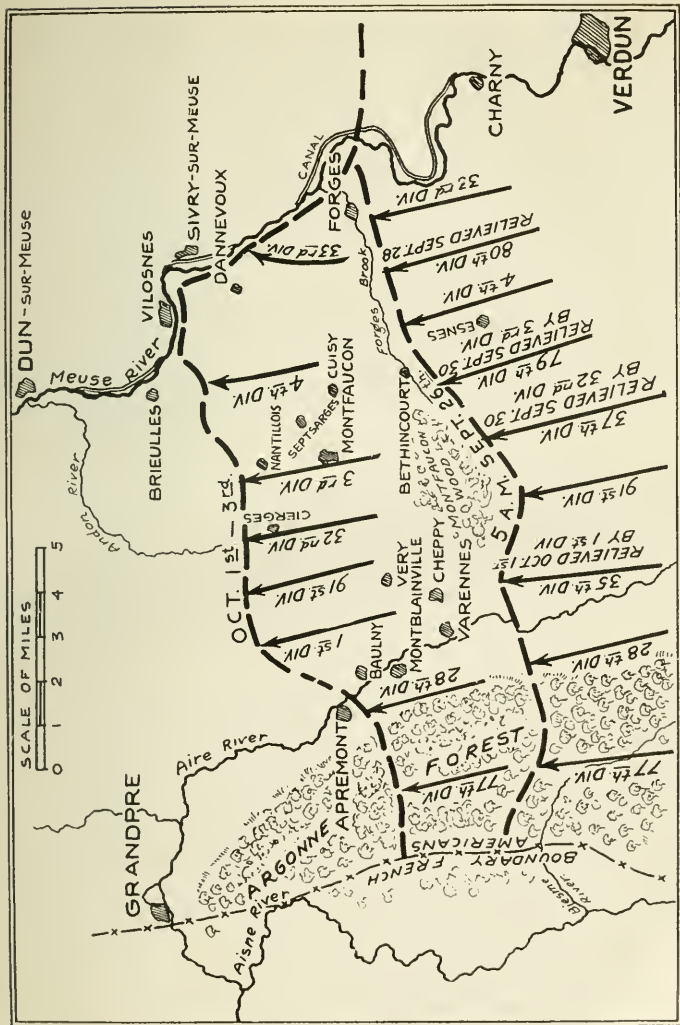 SCALE OF MILES
0 1 2 3 4 5
GRANDPRE
DUN-SUR-MEUSE
Aire River
Andon River
Meuse River
BRIEULLES
VILOSNES
SIVRY-SUR-MEUSE
DANNEVOUX
Aisne River
ARGONNE
FOREST
APREMONT
OCT. 1st — 3rd.
CIERGES
NANTILLOIS
SEPTSARGES
CUISY
MONTFAUCON
BAULNY
MONTBLAINVILLE
VERY
CHEPPY
VARENNES
BETHINCOURT
Forges Brook
FORGES
CANAL
CHARNY
VERDUN
ESNES
MONTFAUCON
WOODS
77th DIV.
28th DIV.
1st DIV.
91st DIV.
32nd DIV.
3rd DIV.
4th DIV.
33rd DIV.
5 A.M. SEPT. 26th.
BOUNDARY FRENCH
AMERICANS
Biesme River
77th DIV.
28th DIV.
35th DIV.
RELIEVED OCT. 1st
BY 1st DIV.
91st DIV.
37th DIV.
RELIEVED SEPT. 30
BY 32nd DIV.
79th DIV.
RELIEVED SEPT. 30
BY 3rd DIV.
4th DIV.
80th DIV.
RELIEVED SEPT. 28
33rd DIV.